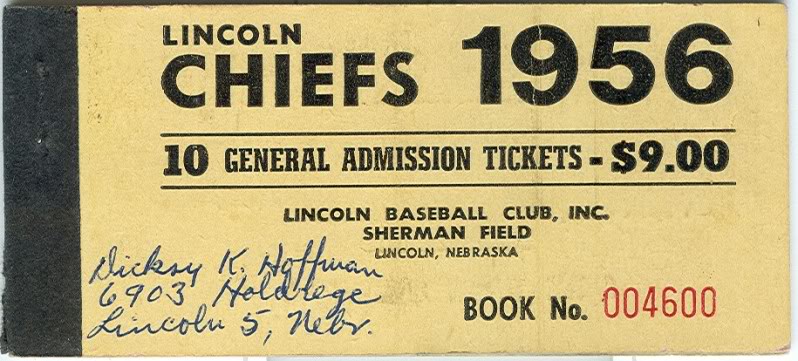 LINCOLN
CHIEFS 1956
10 GENERAL ADMISSION TICKETS - $9.00
LINCOLN BASEBALL CLUB, INC.
SHERMAN FIELD
LINCOLN, NEBRASKA
Dicksy K. Hoffman
6903 Holdrege
Lincoln 5, Nebr.
BOOK No. 004600